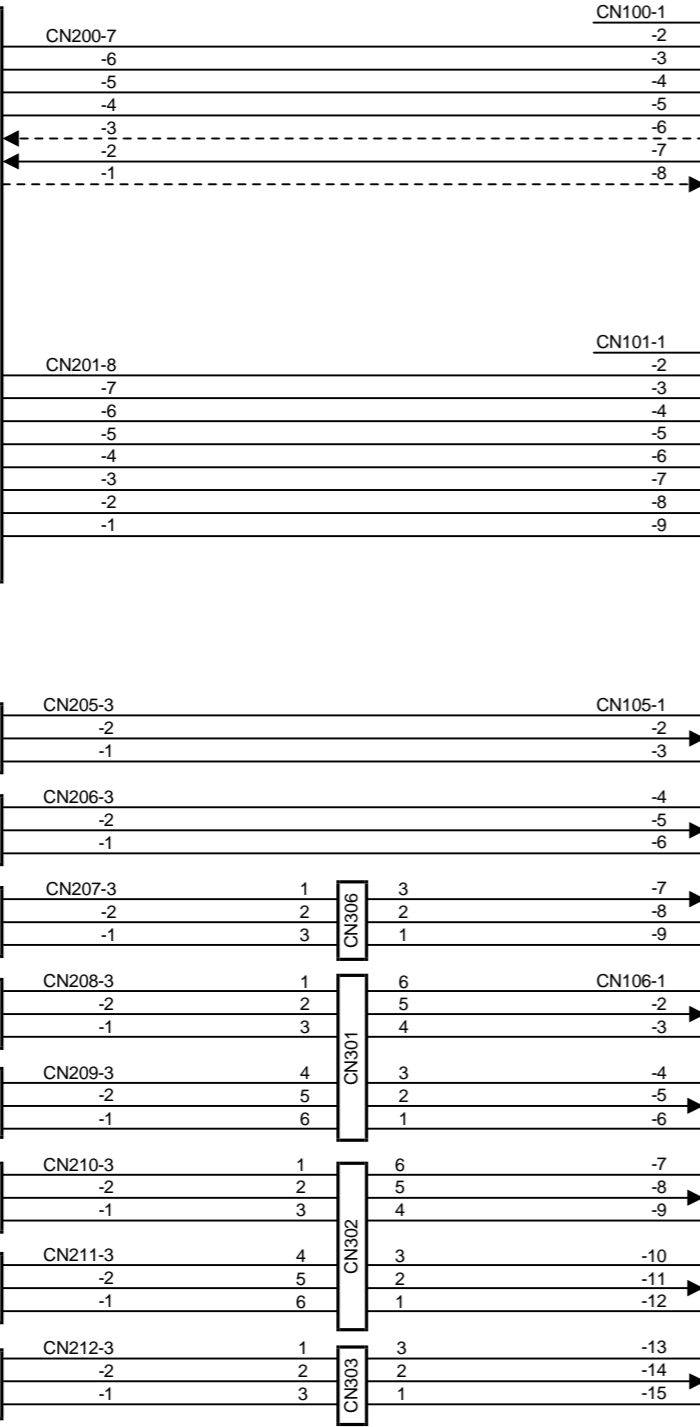 CN100-1
CN200-7 -2
-6 -3
-5 -4
-4 -5
-3 -6
-2 -7
-1 -8
CN101-1
CN201-8 -2
-7 -3
-6 -4
-5 -5
-4 -6
-3 -7
-2 -8
-1 -9
CN205-3 CN105-1
-2 -2
-1 -3
CN206-3 -4
-2 -5
-1 -6
CN207-3 1 3 -7
-2 2 2 -8
-1 3 1 -9
CN306
CN208-3 1 6 CN106-1
-2 2 5 -2
-1 3 4 -3
CN301
CN209-3 4 3 -4
-2 5 2 -5
-1 6 1 -6
CN210-3 1 6 -7
-2 2 5 -8
-1 3 4 -9
CN302
CN211-3 4 3 -10
-2 5 2 -11
-1 6 1 -12
CN212-3 1 3 -13
-2 2 2 -14
-1 3 1 -15
CN303